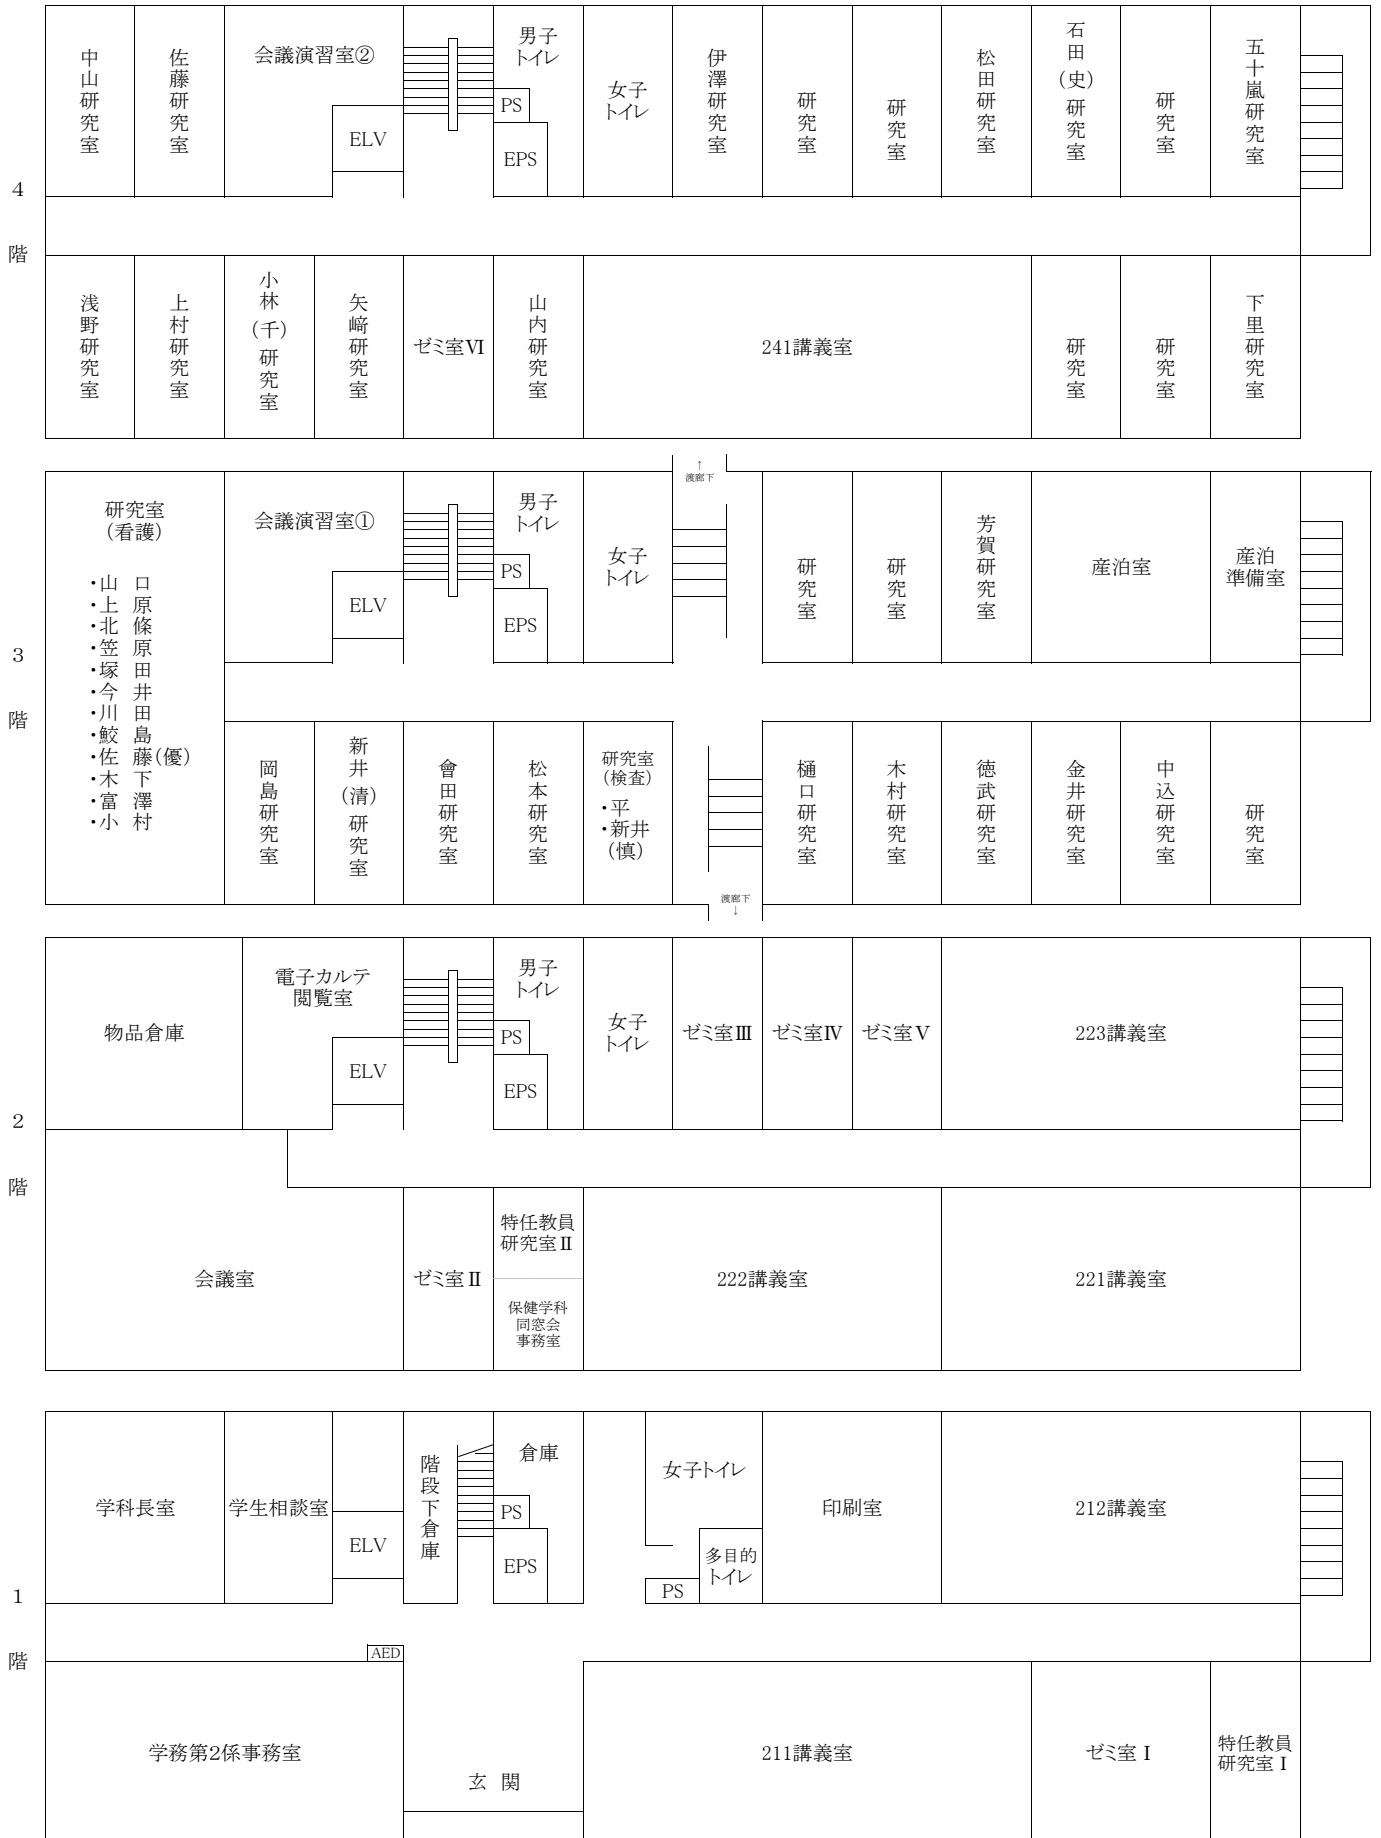 4
階
中山研究室
佐藤研究室
会議演習室②
ELV
男子
トイレ
PS
EPS
女子
トイレ
伊澤研究室
研究室
研究室
松田研究室
石田(史)研究室
研究室
五十嵐研究室
浅野研究室
上村研究室
小林(千)研究室
矢﨑研究室
ゼミ室Ⅵ
山内研究室
241講義室
研究室
研究室
下里研究室
3
階
研究室
(看護)
・山 口
・上 原
・北 條
・笠 原
・塚 田
・今 井
・川 田
・鮫 島
・佐 藤(優)
・木 下
・富 澤
・小 村
会議演習室①
ELV
男子
トイレ
PS
EPS
女子
トイレ
↑
渡廊下
研究室
研究室
芳賀研究室
産泊室
産泊
準備室
岡島研究室
新井(清)研究室
會田研究室
松本研究室
研究室
(検査)
・平
・新井
(慎)
渡廊下
↓
樋口研究室
木村研究室
徳武研究室
金井研究室
中込研究室
研究室
2
階
物品倉庫
電子カルテ
閲覧室
ELV
男子
トイレ
PS
EPS
女子
トイレ
ゼミ室Ⅲ
ゼミ室Ⅳ
ゼミ室Ⅴ
223講義室
会議室
ゼミ室Ⅱ
特任教員
研究室Ⅱ
保健学科
同窓会
事務室
222講義室
221講義室
1
階
学科長室
学生相談室
ELV
階段下倉庫
倉庫
PS
EPS
女子トイレ
多目的
トイレ
PS
印刷室
212講義室
AED
学務第2係事務室
玄 関
211講義室
ゼミ室Ⅰ
特任教員
研究室Ⅰ